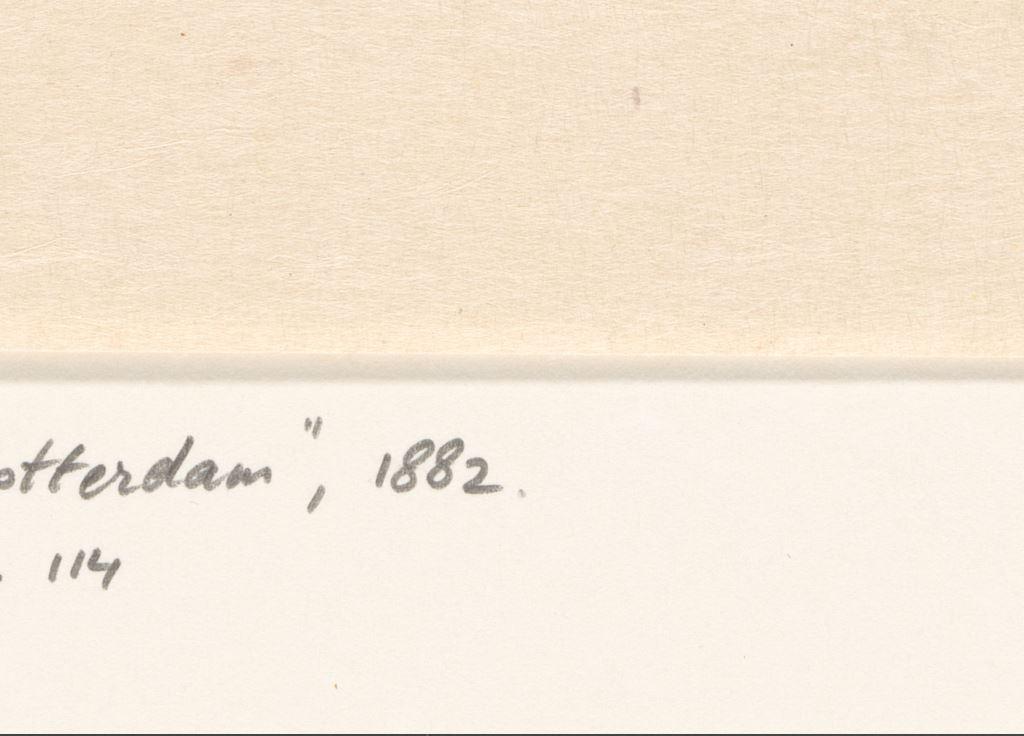 otterdam", 1882.
. 114